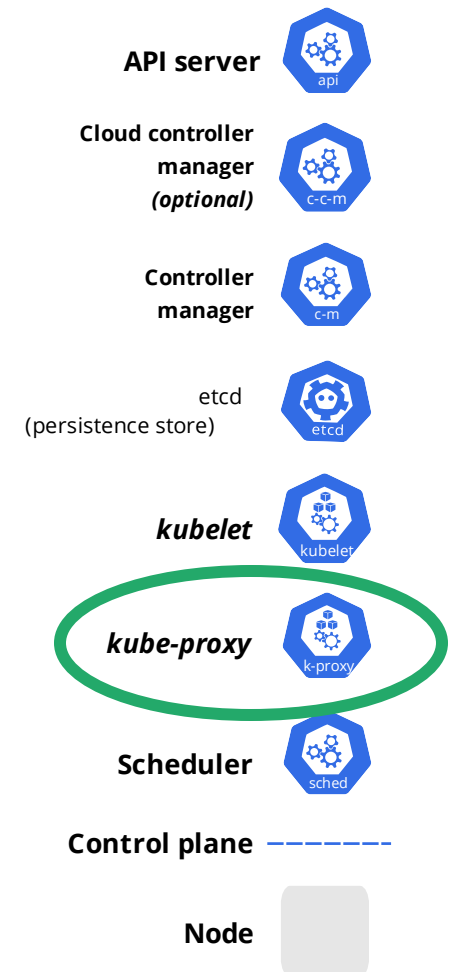 API server
api
Cloud controller
manager
(optional)
c-c-m
Controller
manager
c-m
etcd
(persistence store)
etcd
kubelet
kubelet
kube-proxy
k-proxy
Scheduler
sched
Control plane
Node